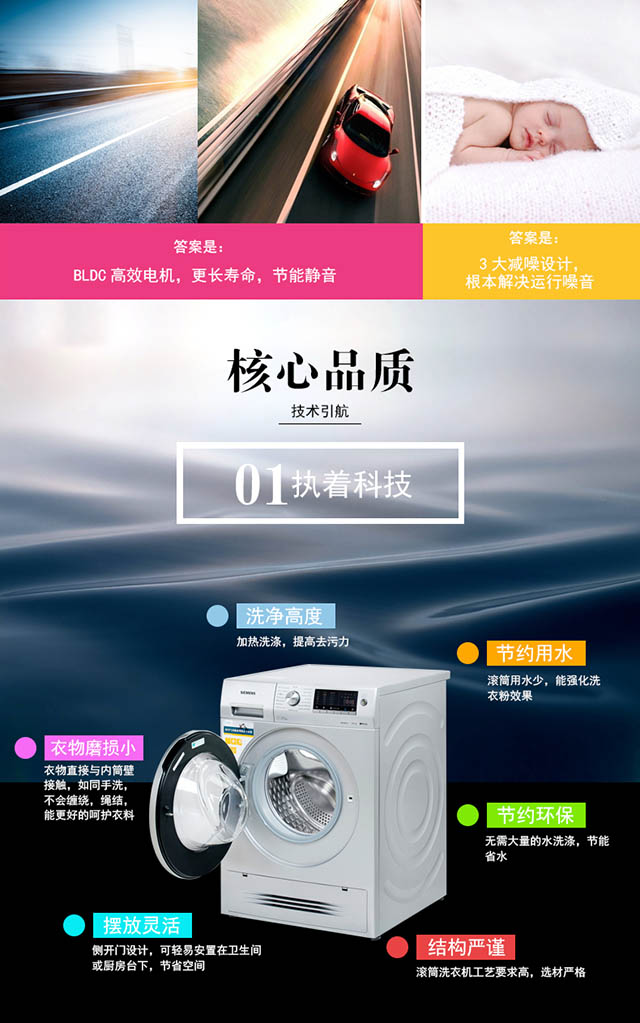 答案是:
BLDC 高效电机，更长寿命，节能静音
答案是:
3 大减噪设计，
根本解决运行噪音
核心品质
技术引航
01执着科技
洗净高度
加热洗涤，提高去污力
节约用水
滚筒用水少，能强化洗
衣粉效果
SIEMENS
衣物磨损小
衣物直接与内筒壁
接触，如同手洗，
不会缠绕，绳结，
能更好的呵护衣料
节约环保
无需大量的水洗涤，节能
省水
摆放灵活
侧开门设计，可轻易安置在卫生间
或厨房台下，节省空间
结构严谨
滚筒洗衣机工艺要求高，选材严格